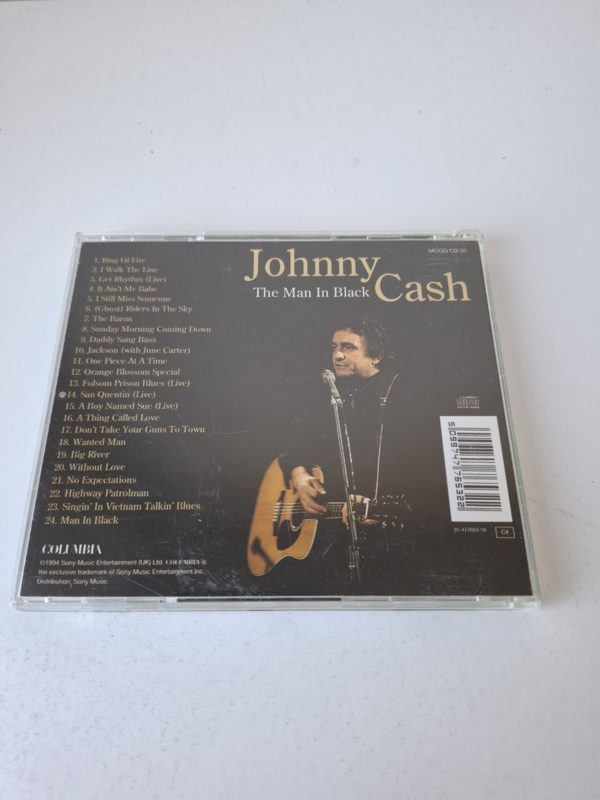 MOOD CD 35
Johnny
Cash
The Man In Black
1. Ring Of Fire
2. I Walk The Line
3. Get Rhythm (Live)
4. It Ain't Me Babe
5. I Still Miss Someone
6. (Ghost) Riders In The Sky
7. The Baron
8. Sunday Morning Coming Down
9. Daddy Sang Bass
10. Jackson (with June Carter)
11. One Piece At A Time
12. Orange Blossom Special
13. Folsom Prison Blues (Live)
14. San Quentin (Live)
15. A Boy Named Sue (Live)
16. A Thing Called Love
17. Don't Take Your Guns To Town
18. Wanted Man
19. Big River
20. Without Love
21. No Expectations
22. Highway Patrolman
23. Singin' In Vietnam Talkin' Blues
24. Man In Black
5099747765322
COLUMBIA
©1994 Sony Music Entertainment (UK) Ltd. COLUMBIA is
the exclusive trademark of Sony Music Entertainment Inc.
Distribution: Sony Music